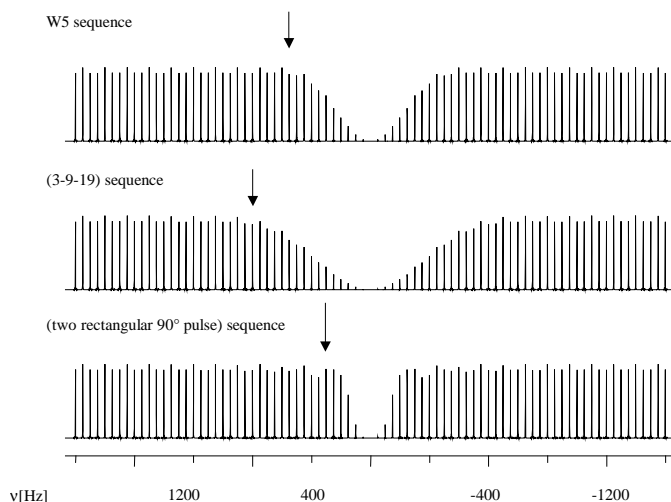 W5 sequence
(3-9-19) sequence
(two rectangular 90° pulse) sequence
ν[Hz] 1200 400 -400 -1200